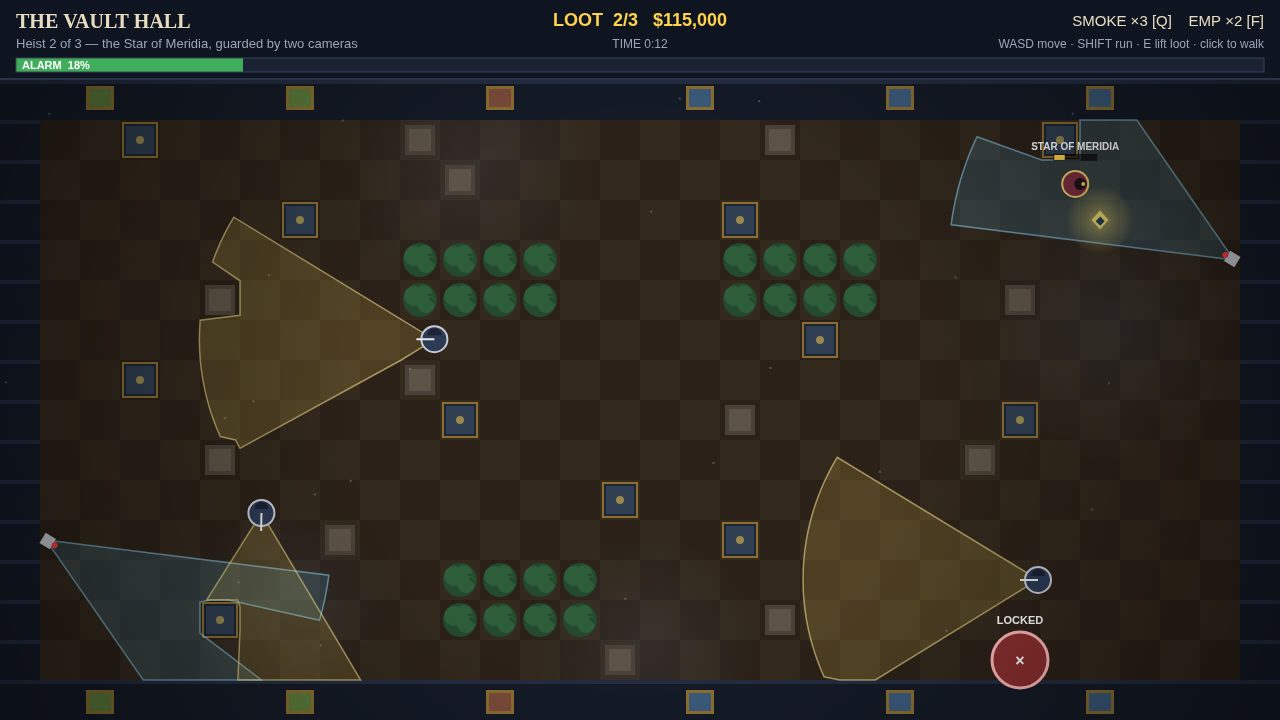 THE VAULT HALL
LOOT 2/3 $115,000
SMOKE ×3 [Q] EMP ×2 [F]
Heist 2 of 3 — the Star of Meridia, guarded by two cameras
TIME 0:12
WASD move · SHIFT run · E lift loot · click to walk
ALARM 18%
STAR OF MERIDIA
LOCKED
×